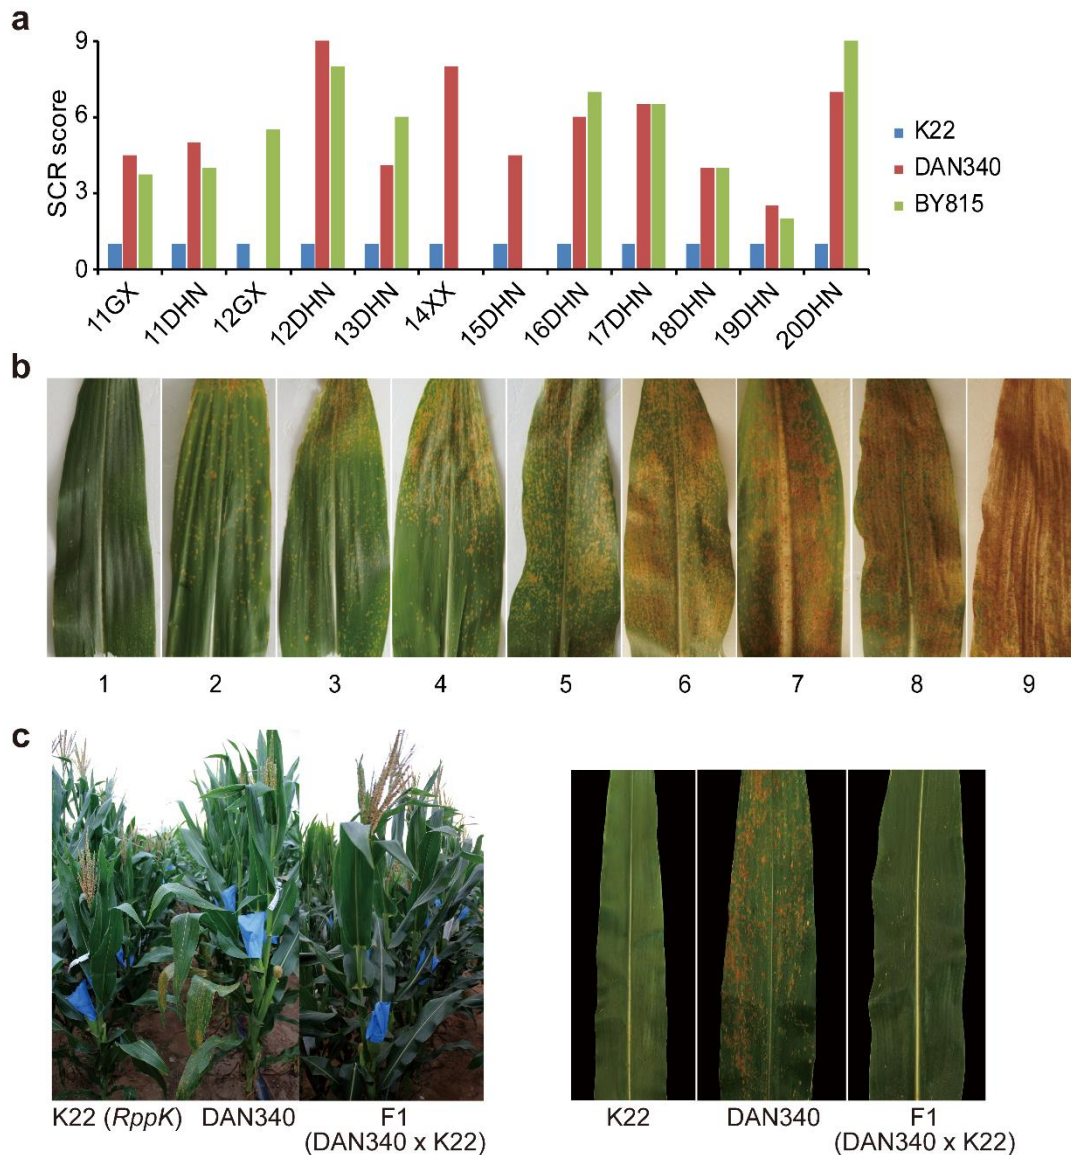 a
SCR score
9
6
3
0
11GX
11DHN
12GX
12DHN
13DHN
14XX
15DHN
16DHN
17DHN
18DHN
19DHN
20DHN
K22
DAN340
BY815
b
1 2 3 4 5 6 7 8 9
c
K22 (RppK) DAN340 F1
(DAN340 x K22)
K22 DAN340 F1
(DAN340 x K22)